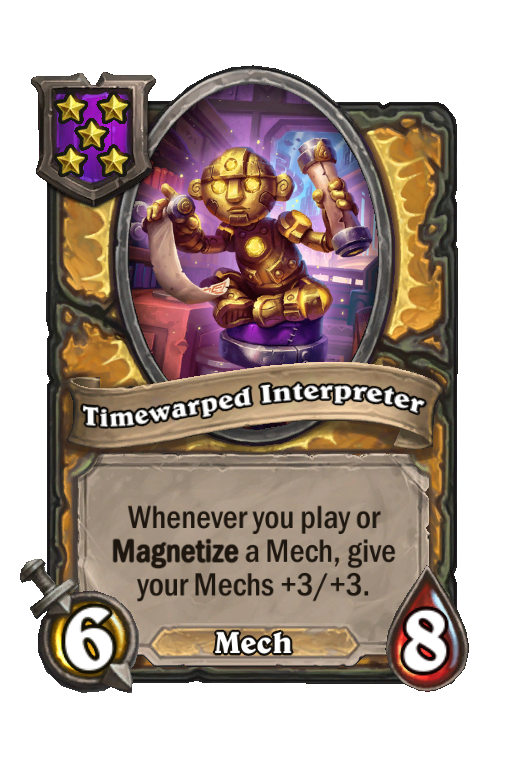 Timewarped Interpreter
Whenever you play or
Magnetize a Mech, give
your Mechs +3/+3.
6
Mech
8